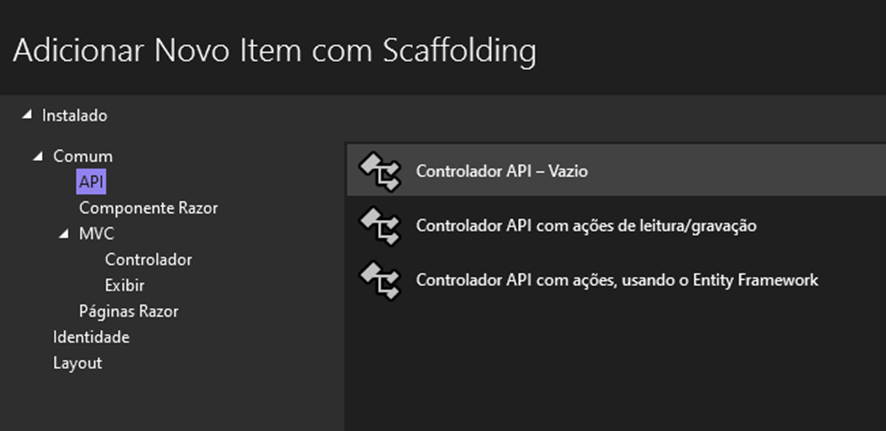 Adicionar Novo Item com Scaffolding
Instalado
Comum
API
Componente Razor
MVC
Controlador
Exibir
Páginas Razor
Identidade
Layout
Controlador API – Vazio
Controlador API com ações de leitura/gravação
Controlador API com ações, usando o Entity Framework